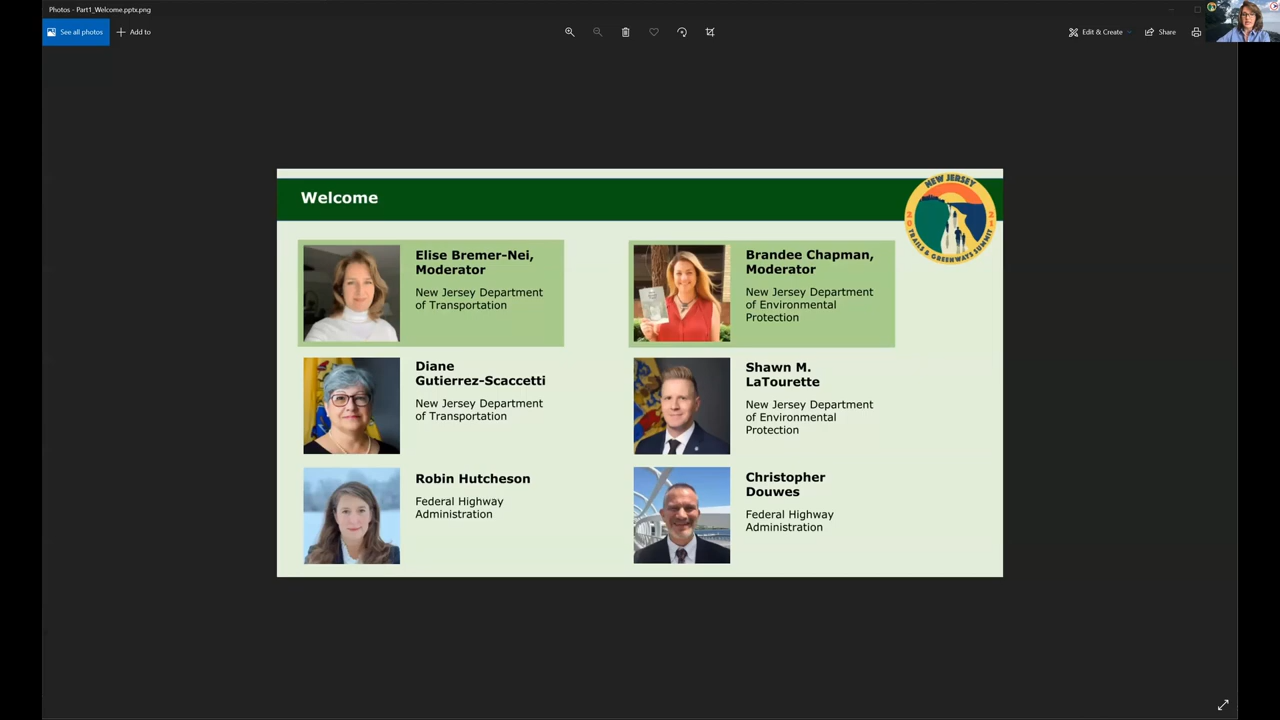 Photos - Part1_Welcome.pptx.png
See all photos
Add to
Edit & Create
Share
Welcome
NEW JERSEY
TRAILS & GREENWAYS SUMMIT
Elise Bremer-Nei,
Moderator
New Jersey Department
of Transportation
Brandee Chapman,
Moderator
New Jersey Department
of Environmental
Protection
Diane
Gutierrez-Scaccetti
New Jersey Department
of Transportation
Shawn M.
LaTourette
New Jersey Department
of Environmental
Protection
Robin Hutcheson
Federal Highway
Administration
Christopher
Douwes
Federal Highway
Administration